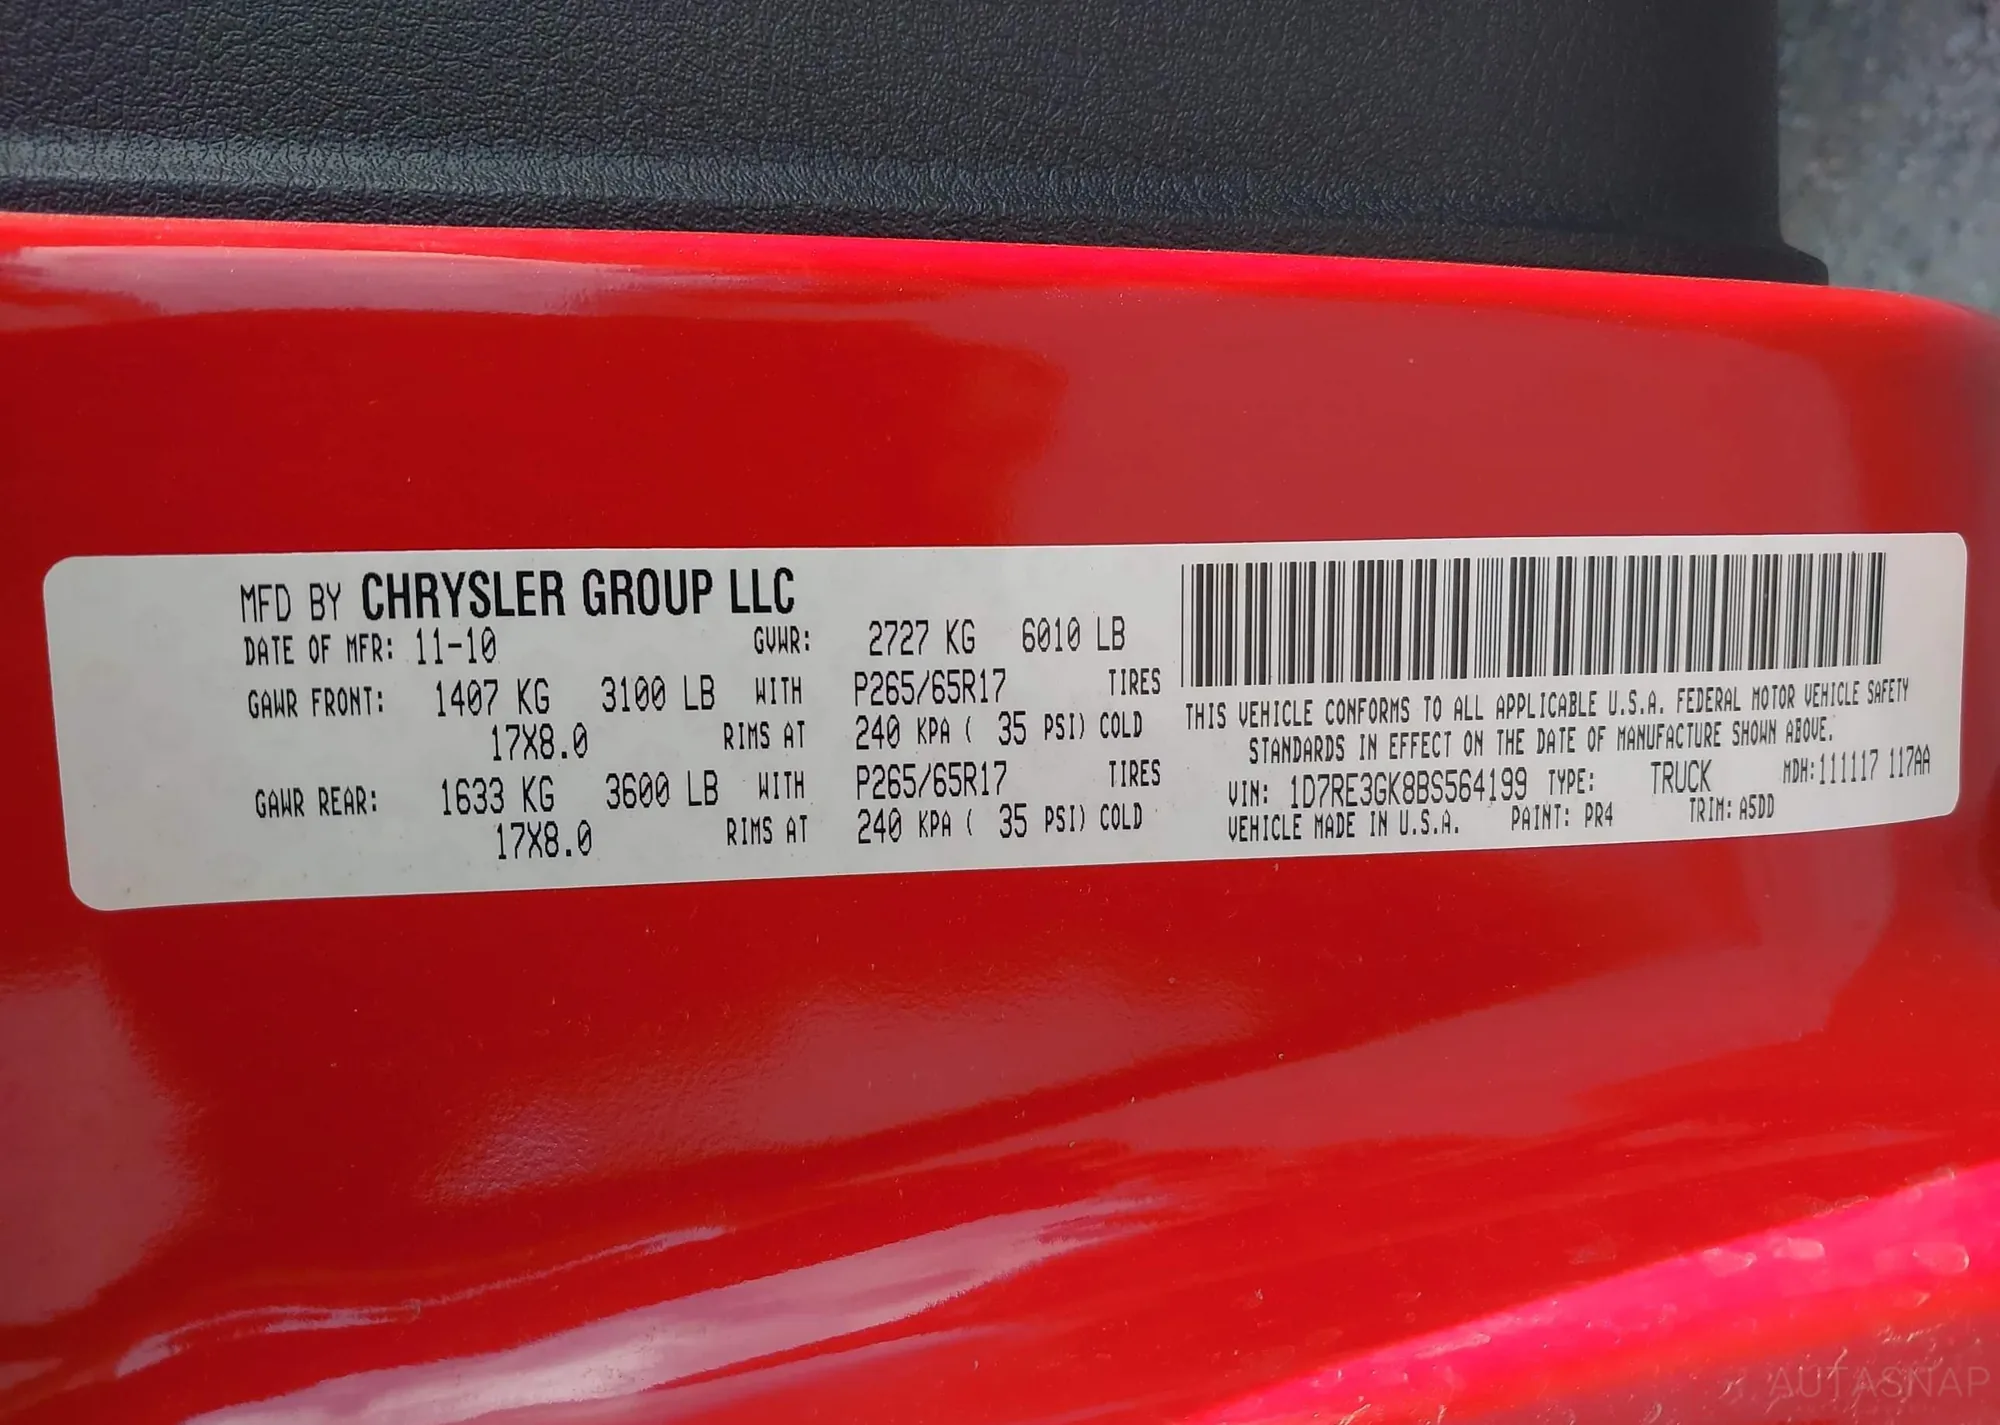 MFD BY CHRYSLER GROUP LLC
DATE OF MFR: 11-10 GVWR: 2727 KG 6010 LB
GAWR FRONT: 1407 KG 3100 LB WITH P265/65R17 TIRES
17X8.0 RIMS AT 240 KPA ( 35 PSI) COLD
GAWR REAR: 1633 KG 3600 LB WITH P265/65R17 TIRES
17X8.0 RIMS AT 240 KPA ( 35 PSI) COLD
THIS VEHICLE CONFORMS TO ALL APPLICABLE U.S.A. FEDERAL MOTOR VEHICLE SAFETY
STANDARDS IN EFFECT ON THE DATE OF MANUFACTURE SHOWN ABOVE.
VIN: 1D7RE3GK8BS564199 TYPE: TRUCK MDH:111117 117AA
VEHICLE MADE IN U.S.A. PAINT: PR4 TRIM: A5DD
AUTASNAP